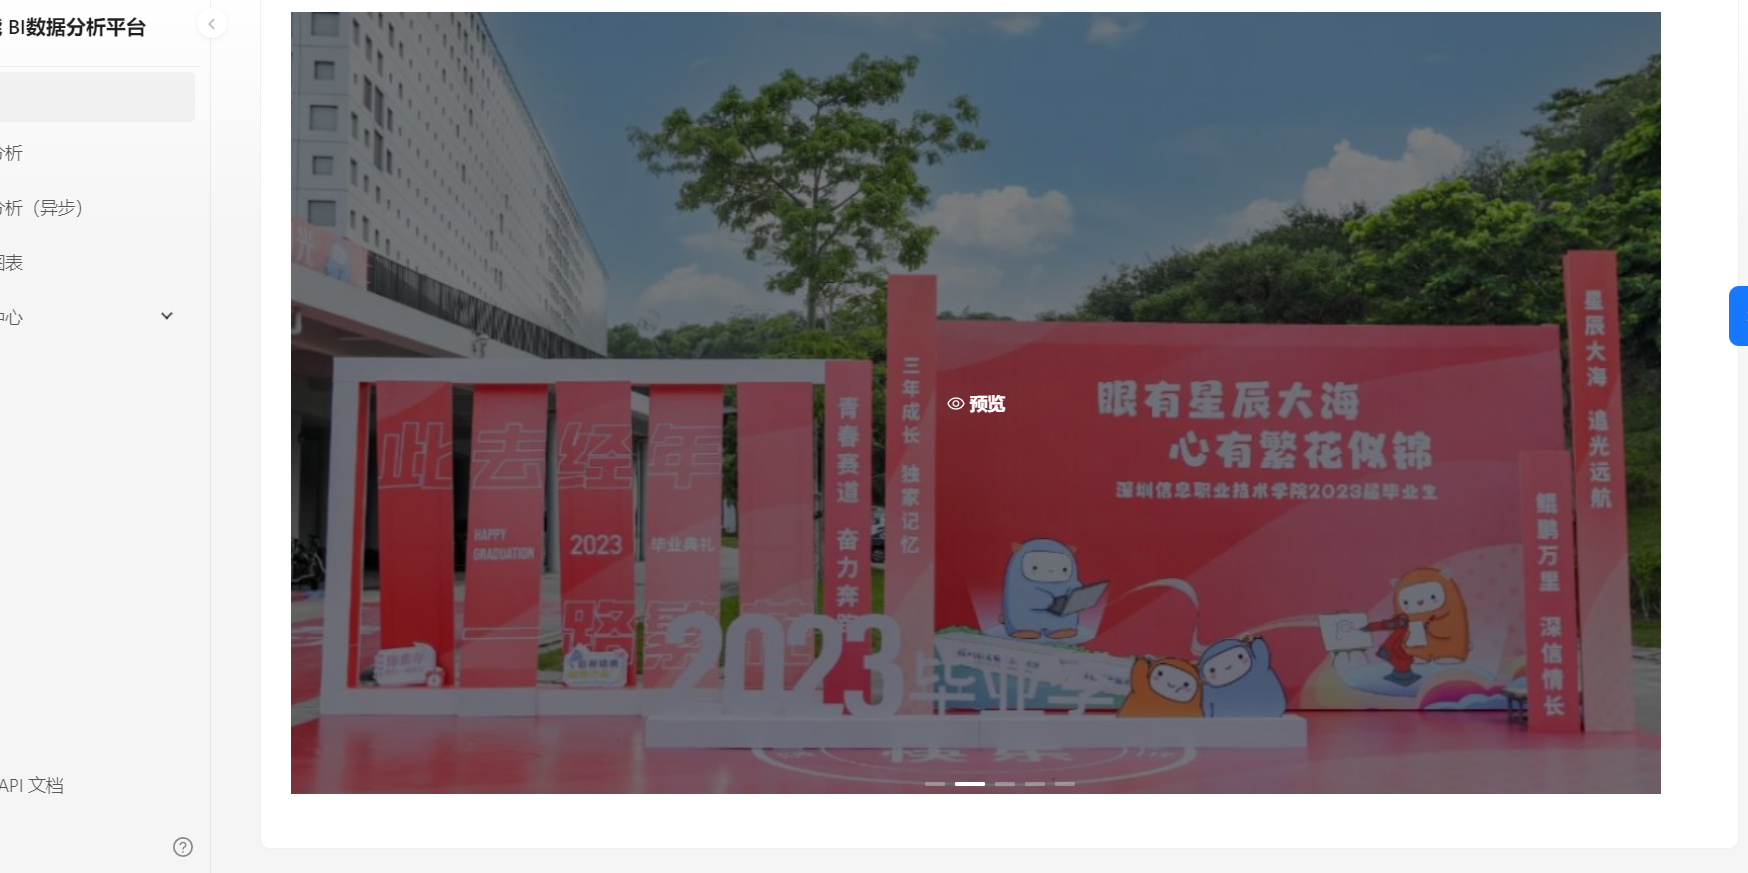 BI数据分析平台
分析
分析（异步）
图表
中心
API 文档
预览
此去经年
HAPPY
GRADUATION
2023
毕业典礼
一路繁花
青春赛道 奋力奔跑
三年成长 独家记忆
眼有星辰大海
心有繁花似锦
深圳信息职业技术学院2023届毕业生
星辰大海 追光远航
鲲鹏万里 深信情长
2023毕业季